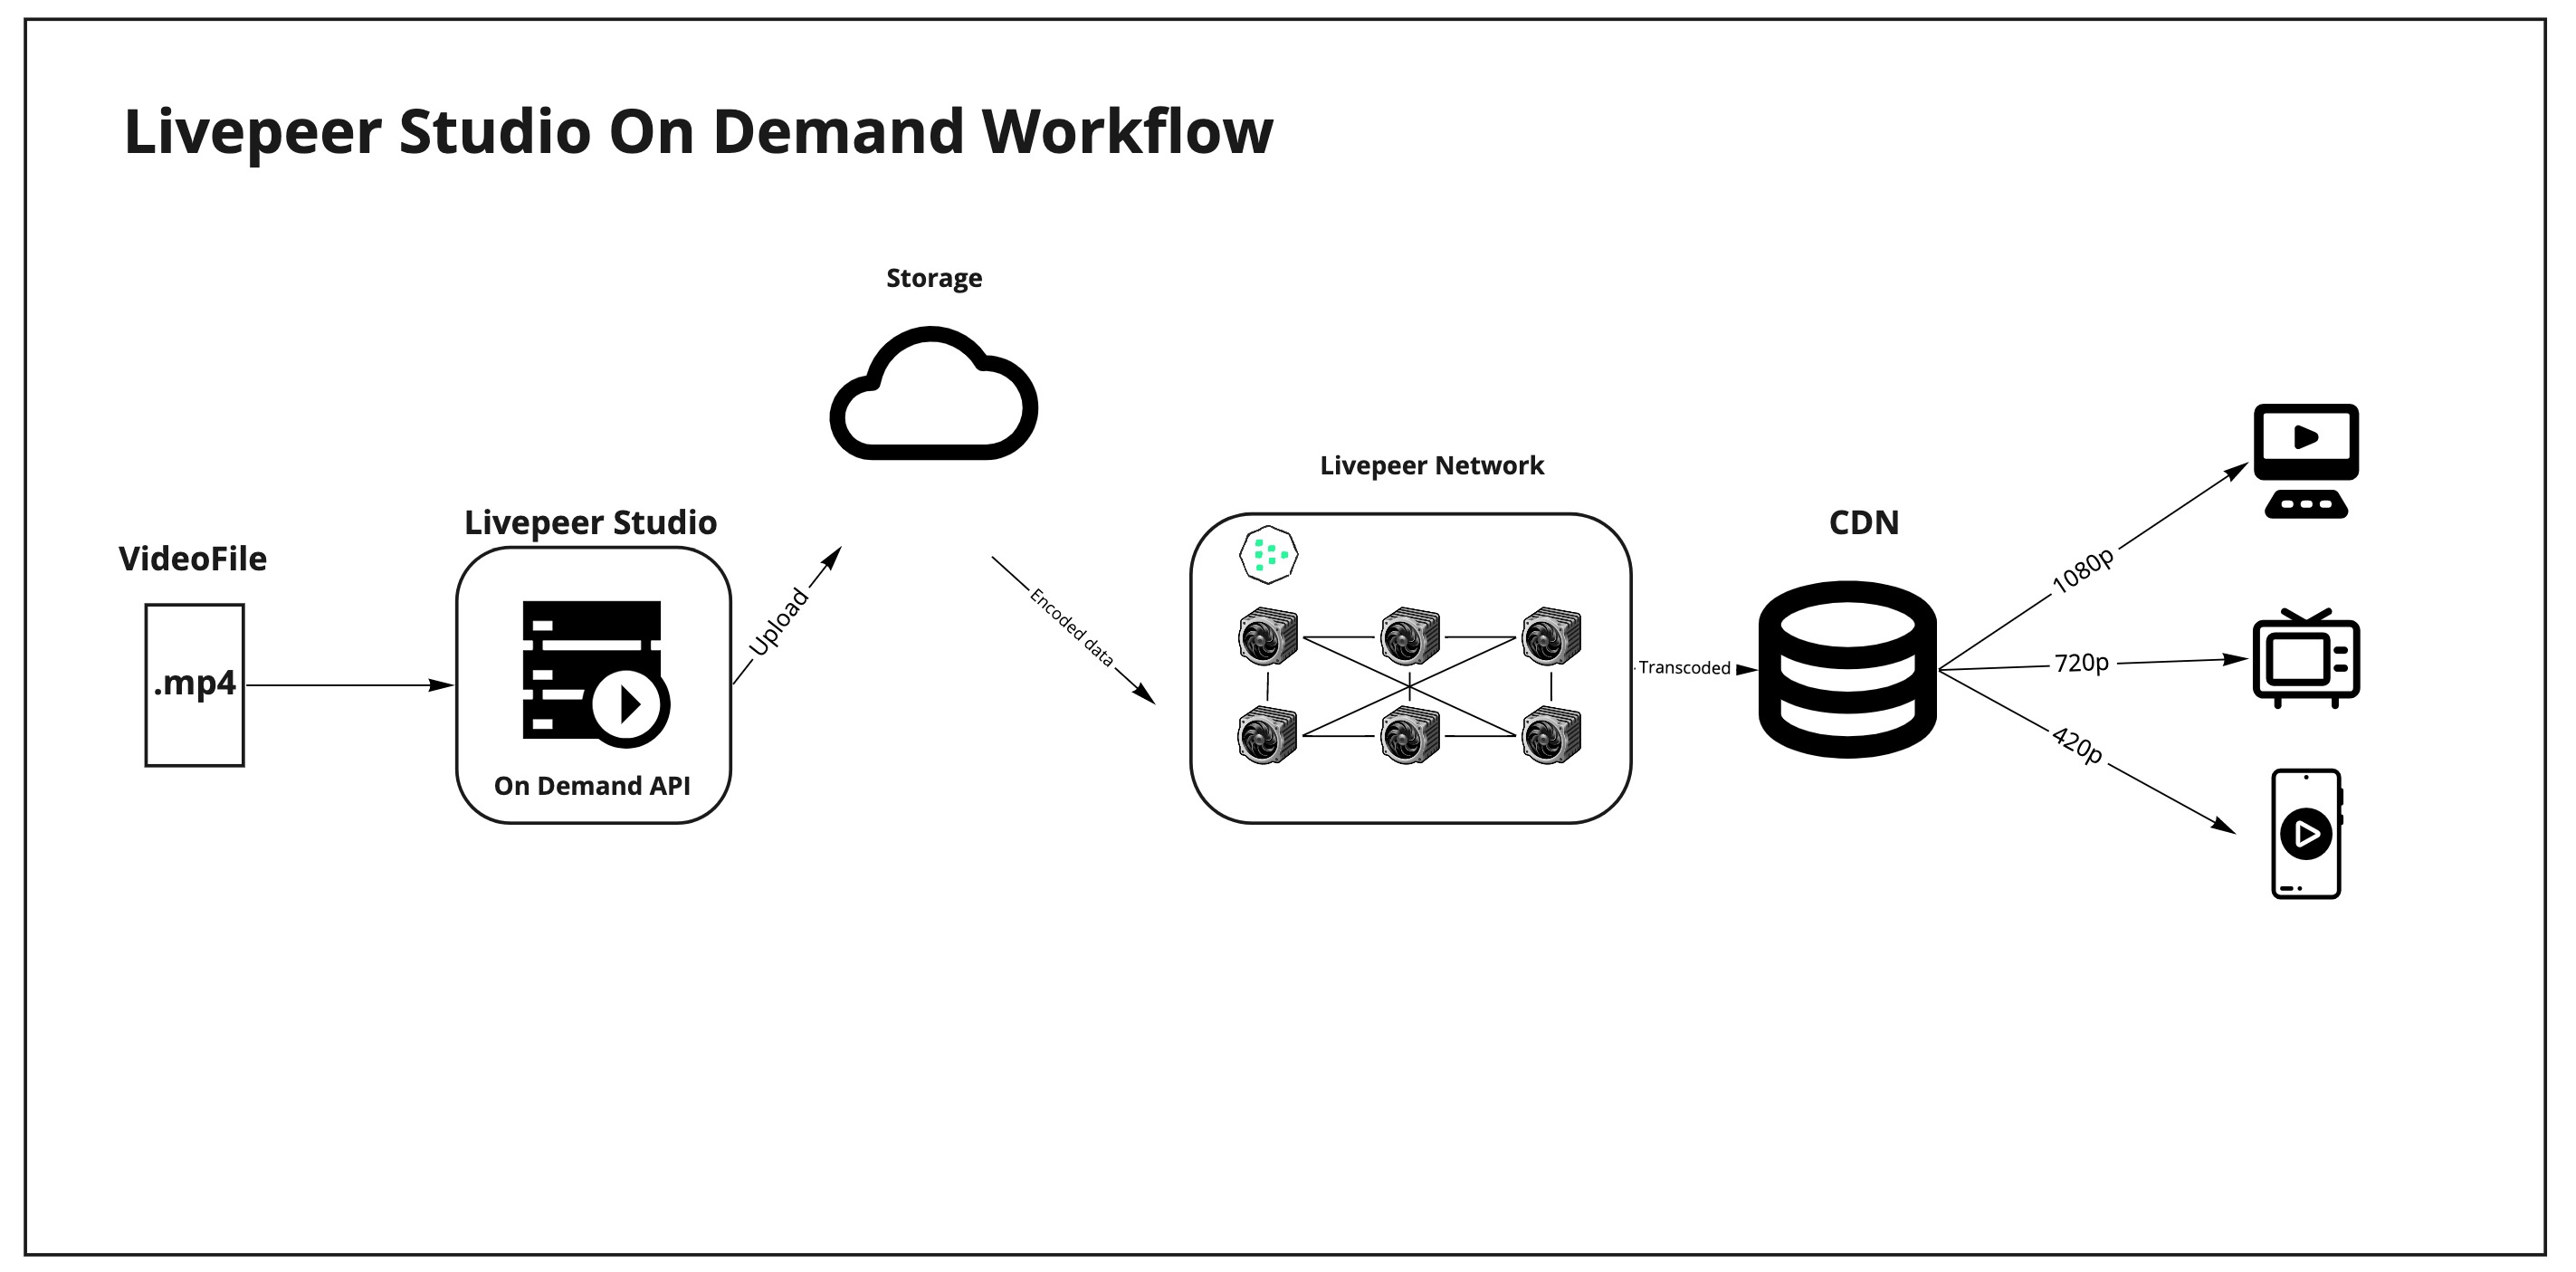 Livepeer Studio On Demand Workflow
Storage
Livepeer Network
Livepeer Studio
CDN
VideoFile
.mp4
On Demand API
Upload
Encoded data
Transcoded
1080p
720p
420p